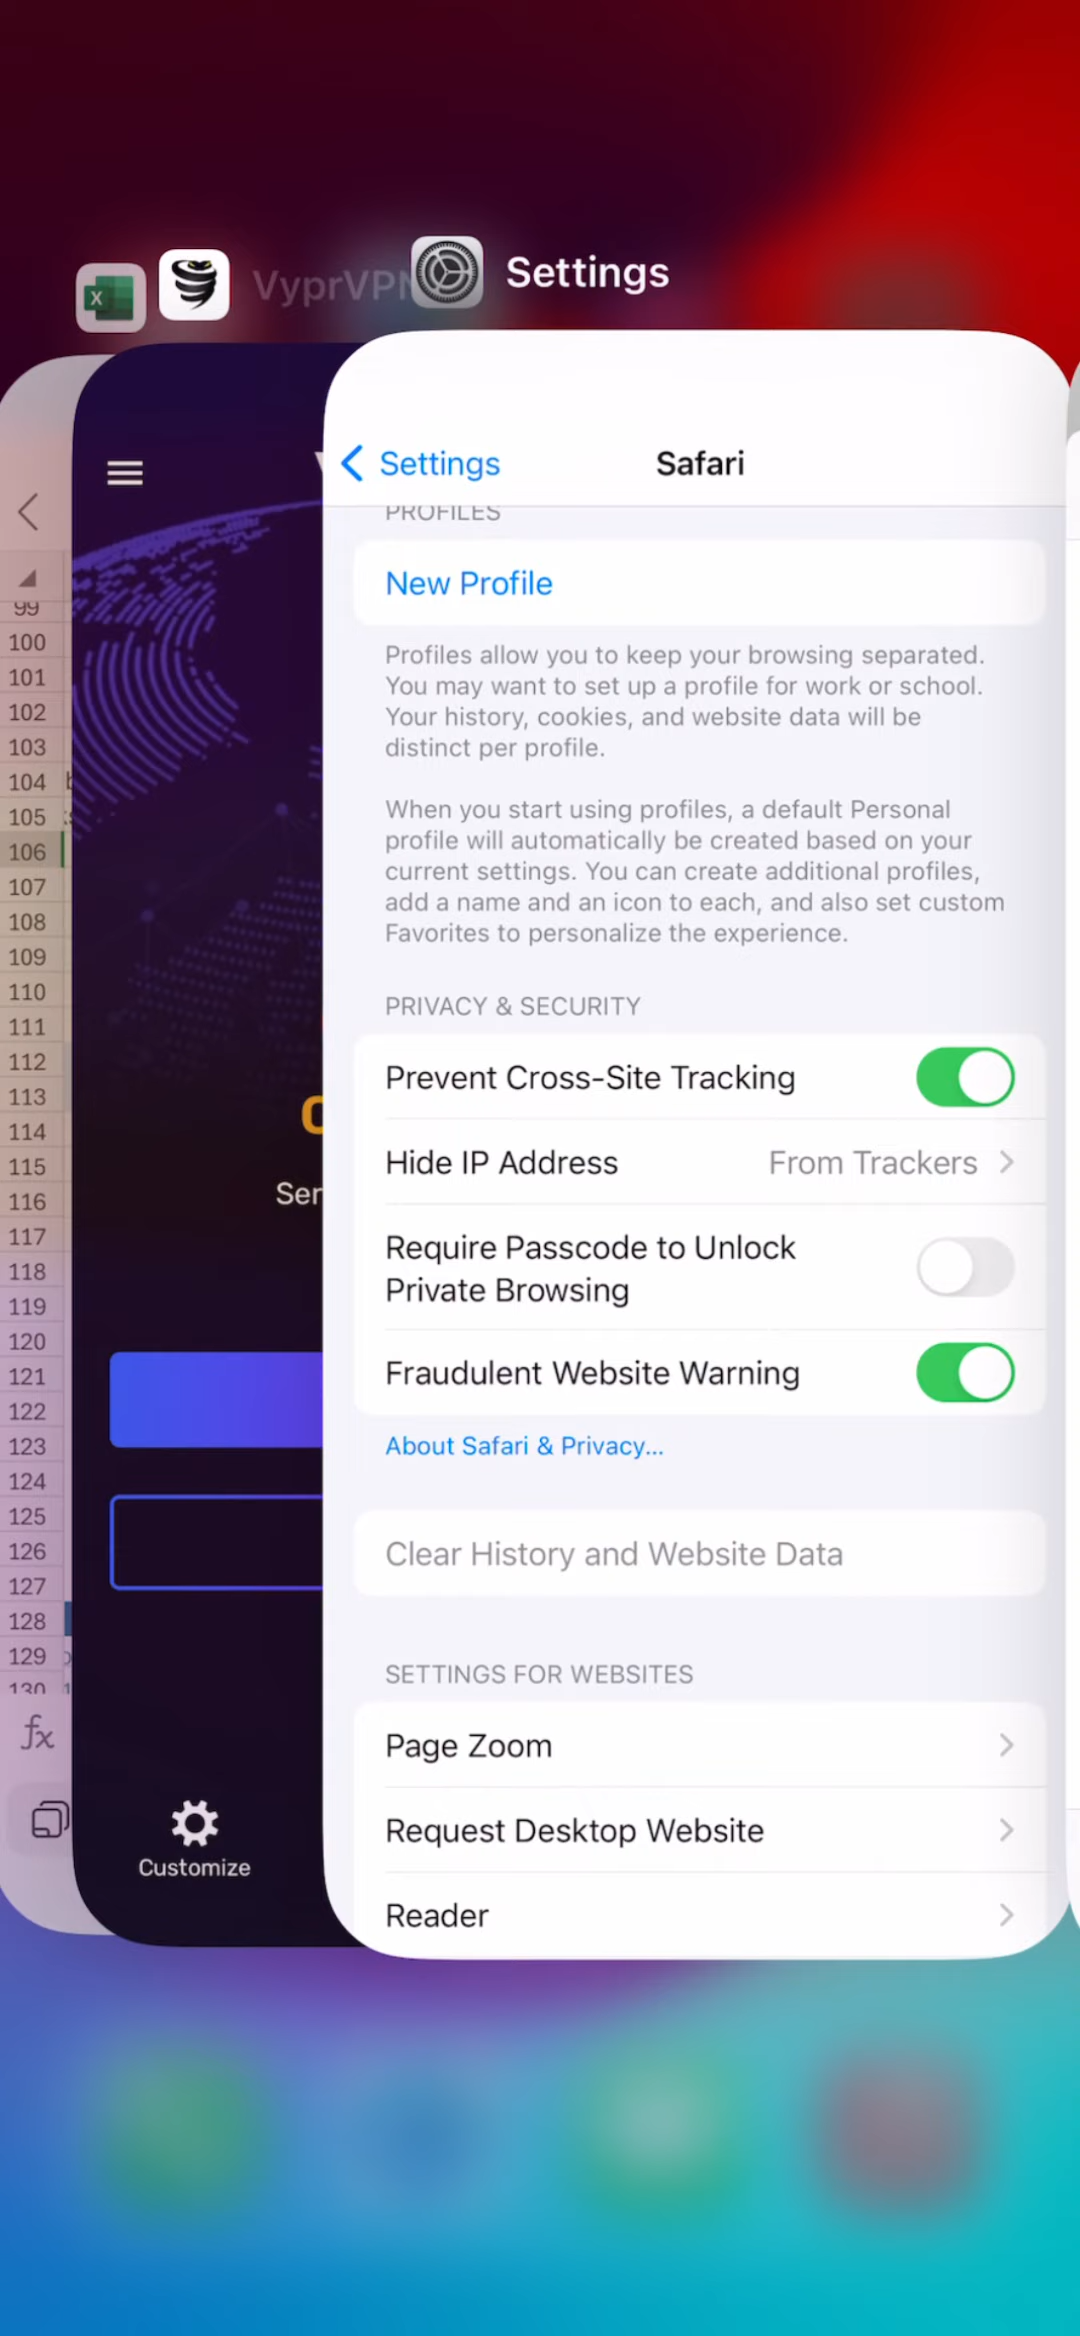 X
VyprVPN
Settings
Settings
Safari
PROFILES
New Profile
Profiles allow you to keep your browsing separated.
You may want to set up a profile for work or school.
Your history, cookies, and website data will be
distinct per profile.
When you start using profiles, a default Personal
profile will automatically be created based on your
current settings. You can create additional profiles,
add a name and an icon to each, and also set custom
Favorites to personalize the experience.
PRIVACY & SECURITY
Prevent Cross-Site Tracking
Hide IP Address From Trackers
Require Passcode to Unlock
Private Browsing
Fraudulent Website Warning
About Safari & Privacy...
Clear History and Website Data
SETTINGS FOR WEBSITES
Page Zoom
Request Desktop Website
Reader
Ser
Customize
99
100
101
102
103
104
105
106
107
108
109
110
111
112
113
114
115
116
117
118
119
120
121
122
123
124
125
126
127
128
129
130
fx